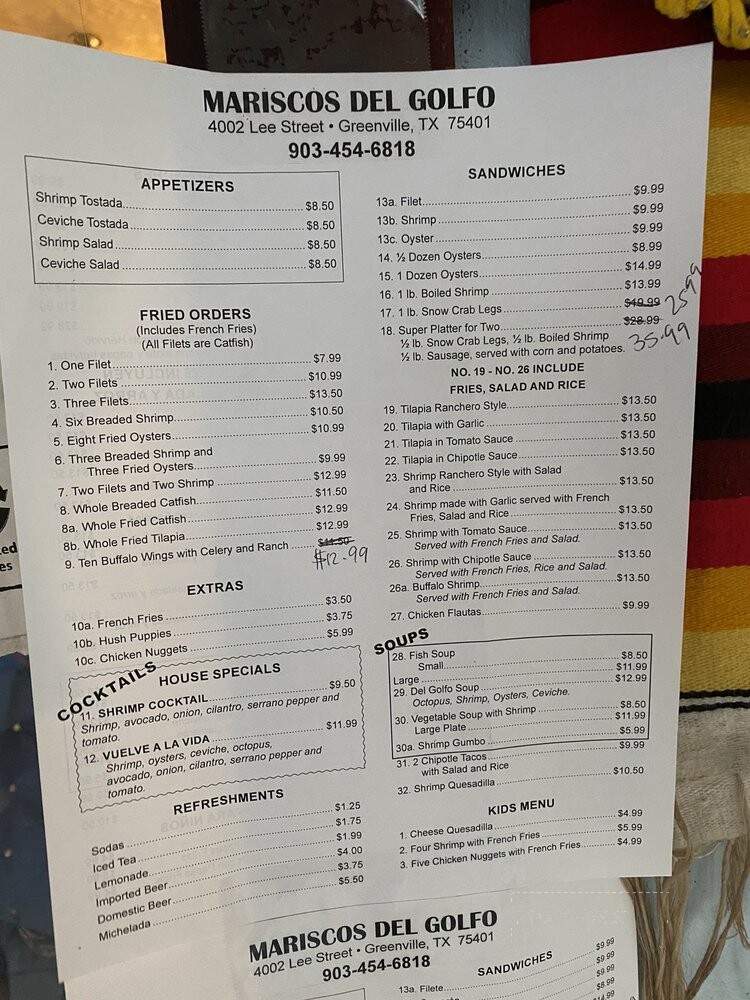 MARISCOS DEL GOLFO
4002 Lee Street • Greenville, TX 75401
903-454-6818
APPETIZERS
Shrimp Tostada $8.50
Ceviche Tostada $8.50
Shrimp Salad $8.50
Ceviche Salad $8.50
FRIED ORDERS
(Includes French Fries)
(All Filets are Catfish)
1. One Filet $7.99
2. Two Filets $10.99
3. Three Filets $13.50
4. Six Breaded Shrimp $10.50
5. Eight Fried Oysters $10.99
6. Three Breaded Shrimp and
Three Fried Oysters $9.99
7. Two Filets and Two Shrimp $12.99
8. Whole Breaded Catfish $11.50
8a. Whole Fried Catfish $12.99
8b. Whole Fried Tilapia $12.99
9. Ten Buffalo Wings with Celery and Ranch $11.50
$12.99
EXTRAS
10a. French Fries $3.50
10b. Hush Puppies $3.75
10c. Chicken Nuggets $5.99
COCKTAILS
HOUSE SPECIALS
11. SHRIMP COCKTAIL $9.50
Shrimp, avocado, onion, cilantro, serrano pepper and
tomato.
12. VUELVE A LA VIDA $11.99
Shrimp, oysters, ceviche, octopus,
avocado, onion, cilantro, serrano pepper and
tomato.
REFRESHMENTS
Sodas $1.25
Iced Tea $1.75
Lemonade $1.99
Imported Beer $4.00
Domestic Beer $3.75
Michelada $5.50
SANDWICHES
13a. Filet $9.99
13b. Shrimp $9.99
13c. Oyster $9.99
14. ½ Dozen Oysters $8.99
15. 1 Dozen Oysters $14.99
16. 1 lb. Boiled Shrimp $13.99
17. 1 lb. Snow Crab Legs $19.99 25.99
18. Super Platter for Two $28.99
½ lb. Snow Crab Legs, ½ lb. Boiled Shrimp 35.99
½ lb. Sausage, served with corn and potatoes.
NO. 19 - NO. 26 INCLUDE
FRIES, SALAD AND RICE
19. Tilapia Ranchero Style $13.50
20. Tilapia with Garlic $13.50
21. Tilapia in Tomato Sauce $13.50
22. Tilapia in Chipotle Sauce $13.50
23. Shrimp Ranchero Style with Salad
and Rice $13.50
24. Shrimp made with Garlic served with French
Fries, Salad and Rice $13.50
25. Shrimp with Tomato Sauce $13.50
Served with French Fries and Salad.
26. Shrimp with Chipotle Sauce $13.50
Served with French Fries, Rice and Salad.
26a. Buffalo Shrimp $13.50
Served with French Fries and Salad.
27. Chicken Flautas $9.99
SOUPS
28. Fish Soup
Small $8.50
Large $11.99
29. Del Golfo Soup $12.99
Octopus, Shrimp, Oysters, Ceviche.
30. Vegetable Soup with Shrimp $8.50
Large Plate $11.99
30a. Shrimp Gumbo $5.99
31. 2 Chipotle Tacos $9.99
with Salad and Rice
32. Shrimp Quesadilla $10.50
KIDS MENU
1. Cheese Quesadilla $4.99
2. Four Shrimp with French Fries $5.99
3. Five Chicken Nuggets with French Fries $4.99
MARISCOS DEL GOLFO
4002 Lee Street • Greenville, TX 75401
903-454-6818
SANDWICHES
13a. Filete $9.99
$9.99
$9.99
$8.99
$14.99